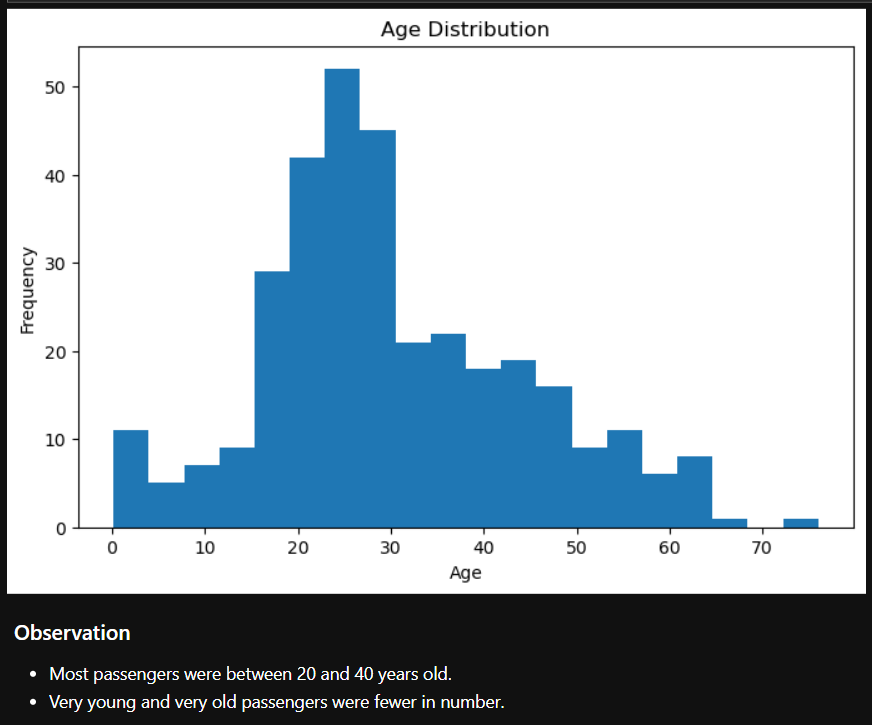 Age Distribution
50
40
30
20
10
0
Frequency
0 10 20 30 40 50 60 70
Age
Observation
• Most passengers were between 20 and 40 years old.
• Very young and very old passengers were fewer in number.